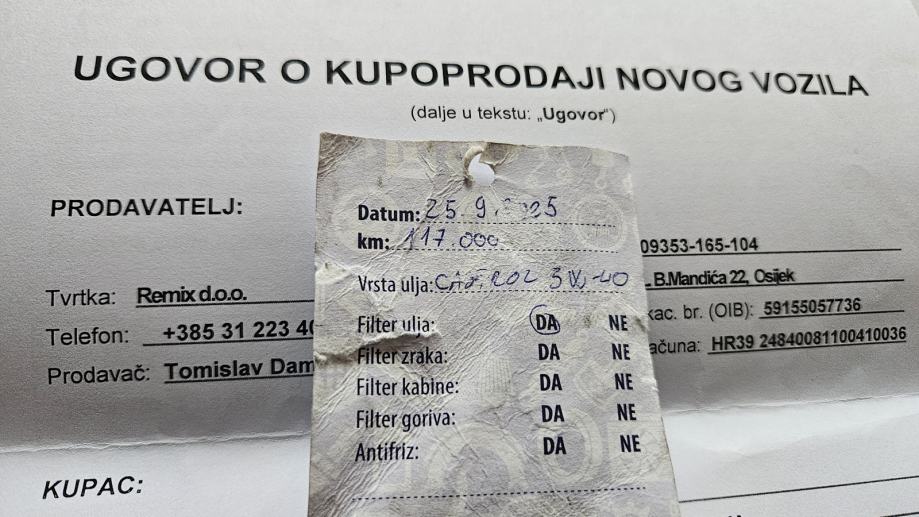 UGOVOR O KUPOPRODAJI NOVOG VOZILA
(dalje u tekstu: „Ugovor")
PRODAVATELJ:
Tvrtka: Remix d.o.o.
Telefon: +385 31 223 4
Prodavač: Tomislav Dam
KUPAC:
Datum: 25.9.2025
km: 117.000
Vrsta ulja: CASTROL 5W-40
Filter ulja: DA NE
Filter zraka: DA NE
Filter kabine: DA NE
Filter goriva: DA NE
Antifriz: DA NE
09353-165-104
L.B.Mandića 22, Osijek
kac. br. (OIB): 59155057736
ačuna: HR39 24840081100410036